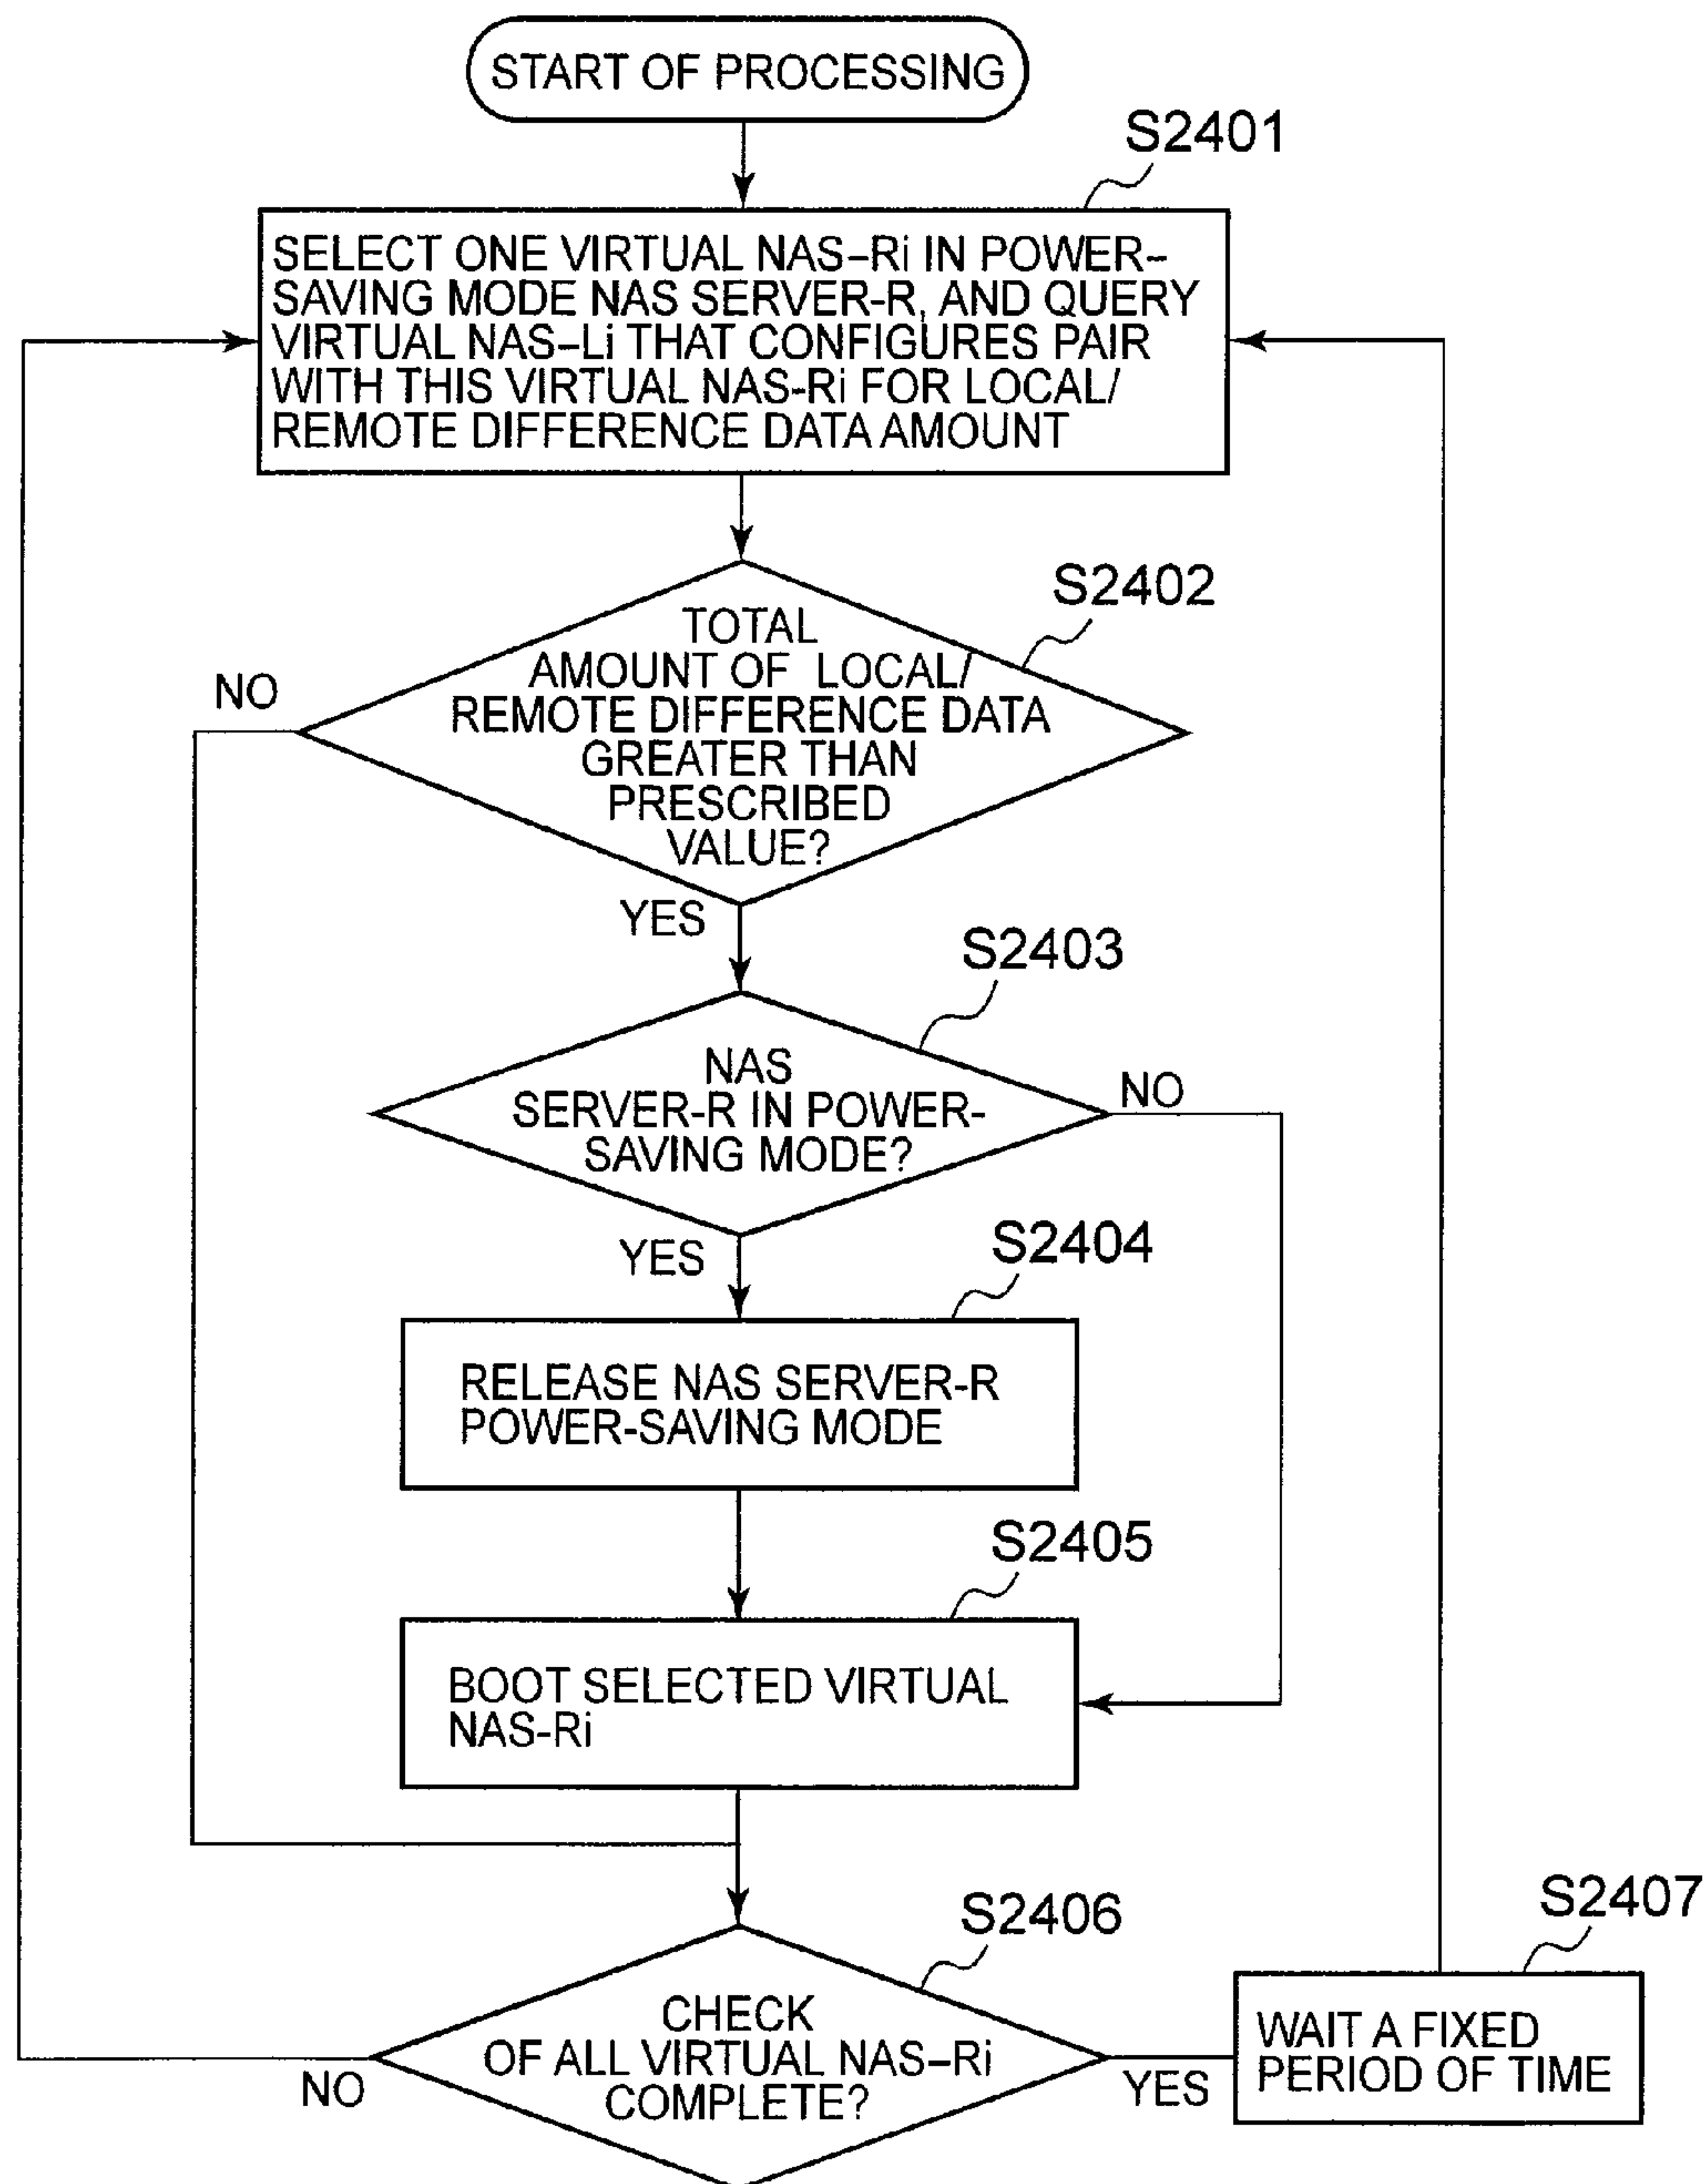 START OF PROCESSING
S2401
SELECT ONE VIRTUAL NAS–Ri IN POWER–
SAVING MODE NAS SERVER-R, AND QUERY
VIRTUAL NAS–Li THAT CONFIGURES PAIR
WITH THIS VIRTUAL NAS-Ri FOR LOCAL/
REMOTE DIFFERENCE DATA AMOUNT
S2402
TOTAL
AMOUNT OF LOCAL/
REMOTE DIFFERENCE DATA
GREATER THAN
PRESCRIBED
VALUE?
NO
YES
S2403
NAS
SERVER-R IN POWER-
SAVING MODE?
NO
YES
S2404
RELEASE NAS SERVER-R
POWER-SAVING MODE
S2405
BOOT SELECTED VIRTUAL
NAS-Ri
S2406
CHECK
OF ALL VIRTUAL NAS–Ri
COMPLETE?
NO
YES
S2407
WAIT A FIXED
PERIOD OF TIME